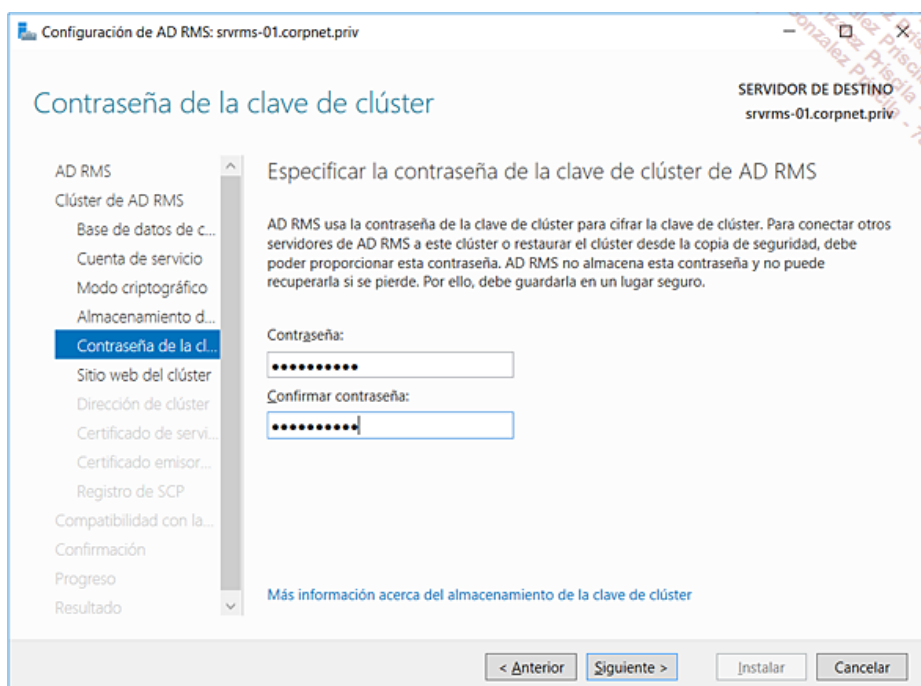 Configuración de AD RMS: srvrms-01.corpnet.priv
Contraseña de la clave de clúster
SERVIDOR DE DESTINO
srvrms-01.corpnet.priv
AD RMS
Clúster de AD RMS
Base de datos de c...
Cuenta de servicio
Modo criptográfico
Almacenamiento d...
Contraseña de la cl...
Sitio web del clúster
Dirección de clúster
Certificado de servi...
Certificado emisor...
Registro de SCP
Compatibilidad con la...
Confirmación
Progreso
Resultado
Especificar la contraseña de la clave de clúster de AD RMS
AD RMS usa la contraseña de la clave de clúster para cifrar la clave de clúster. Para conectar otros
servidores de AD RMS a este clúster o restaurar el clúster desde la copia de seguridad, debe
poder proporcionar esta contraseña. AD RMS no almacena esta contraseña y no puede
recuperarla si se pierde. Por ello, debe guardarla en un lugar seguro.
Contraseña:
••••••••••
Confirmar contraseña:
••••••••••
Más información acerca del almacenamiento de la clave de clúster
< Anterior
Siguiente >
Instalar
Cancelar